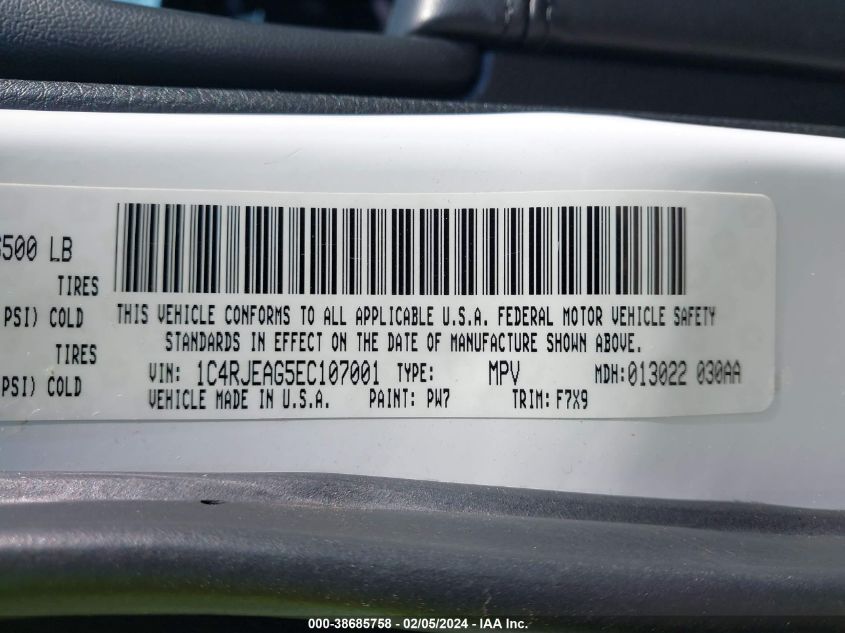 500 LB
TIRES
PSI) COLD
TIRES
PSI) COLD
THIS VEHICLE CONFORMS TO ALL APPLICABLE U.S.A. FEDERAL MOTOR VEHICLE SAFETY
STANDARDS IN EFFECT ON THE DATE OF MANUFACTURE SHOWN ABOVE.
VIN: 1C4RJEAG5EC107001 TYPE: MPV MDH:013022 030AA
VEHICLE MADE IN U.S.A. PAINT: PW7 TRIM: F7X9
000-38685758 - 02/05/2024 - IAA Inc.